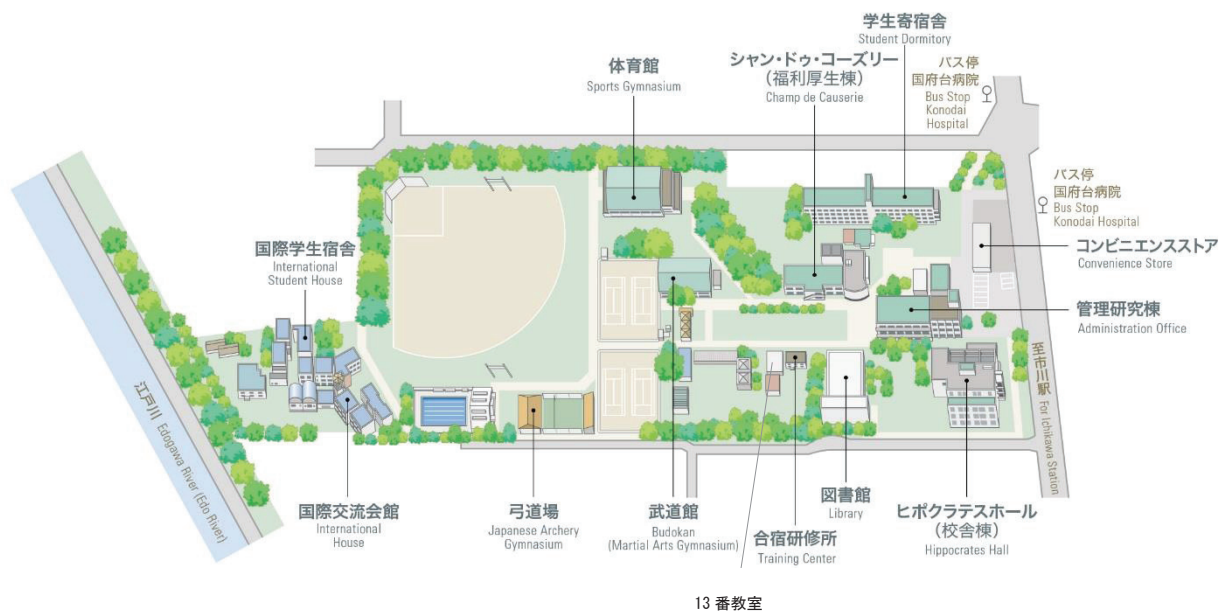 学生寄宿舎
Student Dormitory
シャン・ドゥ・コーズリー
（福利厚生棟）
Champ de Causerie
バス停
国府台病院
Bus Stop
Konodai
Hospital
体育館
Sports Gymnasium
バス停
国府台病院
Bus Stop
Konodai Hospital
コンビニエンスストア
Convenience Store
国際学生宿舎
International
Student House
管理研究棟
Administration Office
至市川駅 For Ichikawa Station
江戸川 Edogawa River (Edo River)
国際交流会館
International
House
弓道場
Japanese Archery
Gymnasium
武道館
Budokan
(Martial Arts Gymnasium)
合宿研修所
Training Center
図書館
Library
ヒポクラテスホール
（校舎棟）
Hippocrates Hall
13 番教室